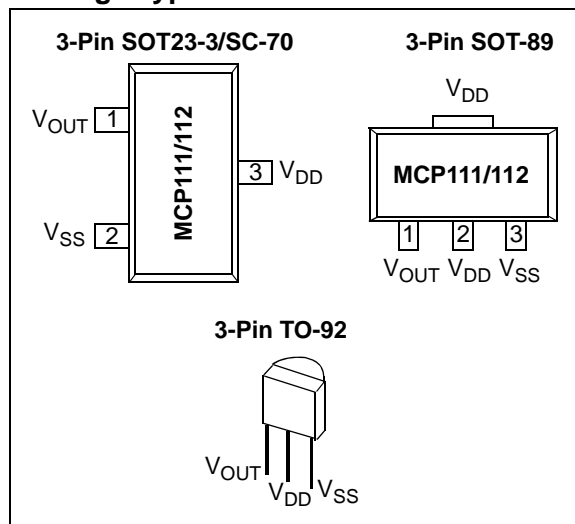 3-Pin SOT23-3/SC-70
VOUT 1
VSS 2
MCP111/112
3 VDD
3-Pin SOT-89
VDD
MCP111/112
1 2 3
VOUT VDD VSS
3-Pin TO-92
VOUT
VDD
VSS